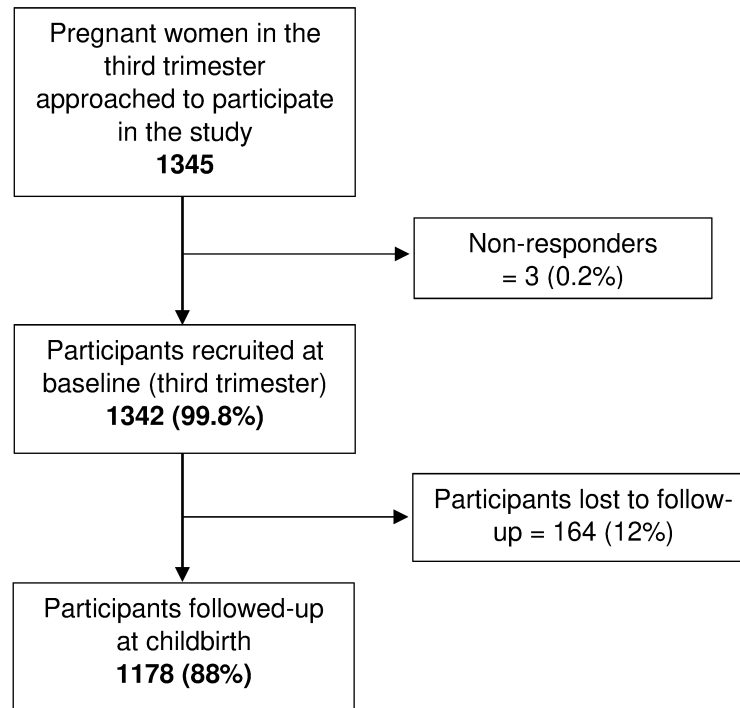 Pregnant women in the
third trimester
approached to participate
in the study
1345
Non-responders
= 3 (0.2%)
Participants recruited at
baseline (third trimester)
1342 (99.8%)
Participants lost to follow-
up = 164 (12%)
Participants followed-up
at childbirth
1178 (88%)